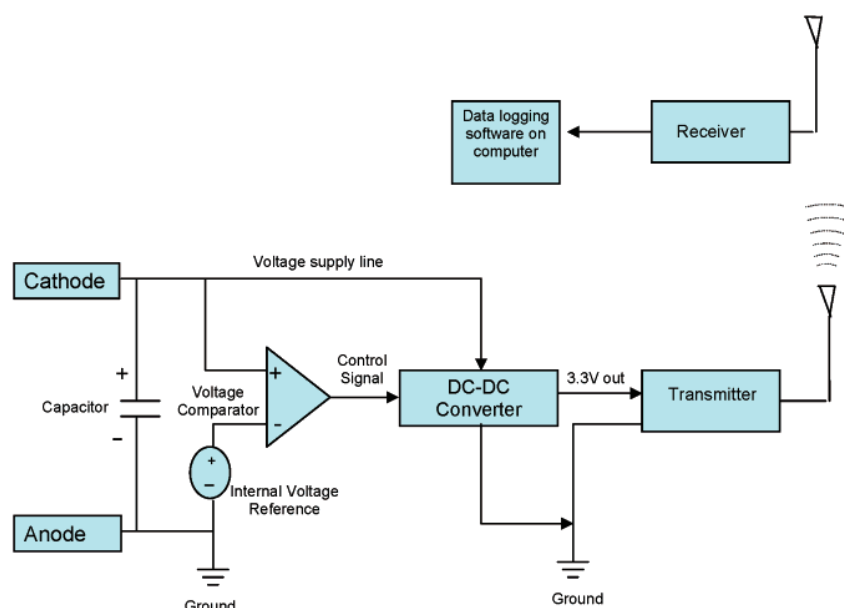 Data logging
software on
computer
Receiver
Cathode
Voltage supply line
+
Capacitor
-
Voltage
Comparator
+
-
Control
Signal
DC-DC
Converter
3.3V out
Transmitter
+
-
Internal Voltage
Reference
Anode
Ground
Ground